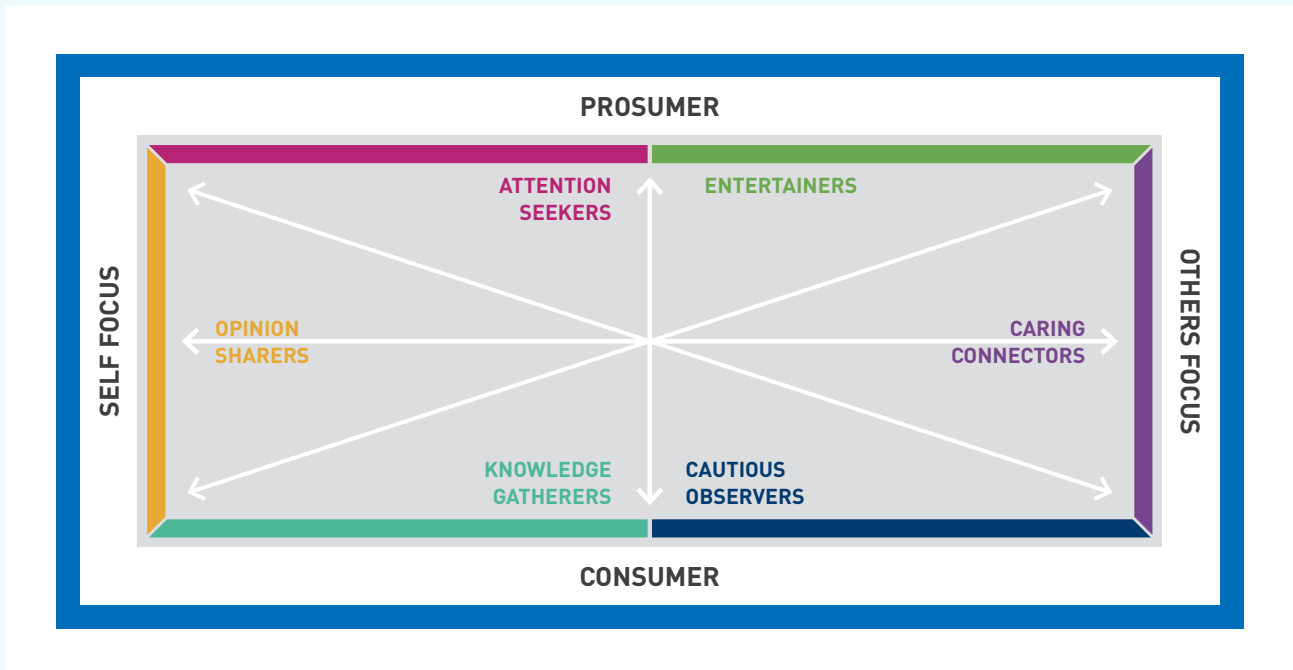 PROSUMER
ATTENTION
SEEKERS
ENTERTAINERS
SELF FOCUS
OPINION
SHARERS
CARING
CONNECTORS
OTHERS FOCUS
KNOWLEDGE
GATHERERS
CAUTIOUS
OBSERVERS
CONSUMER